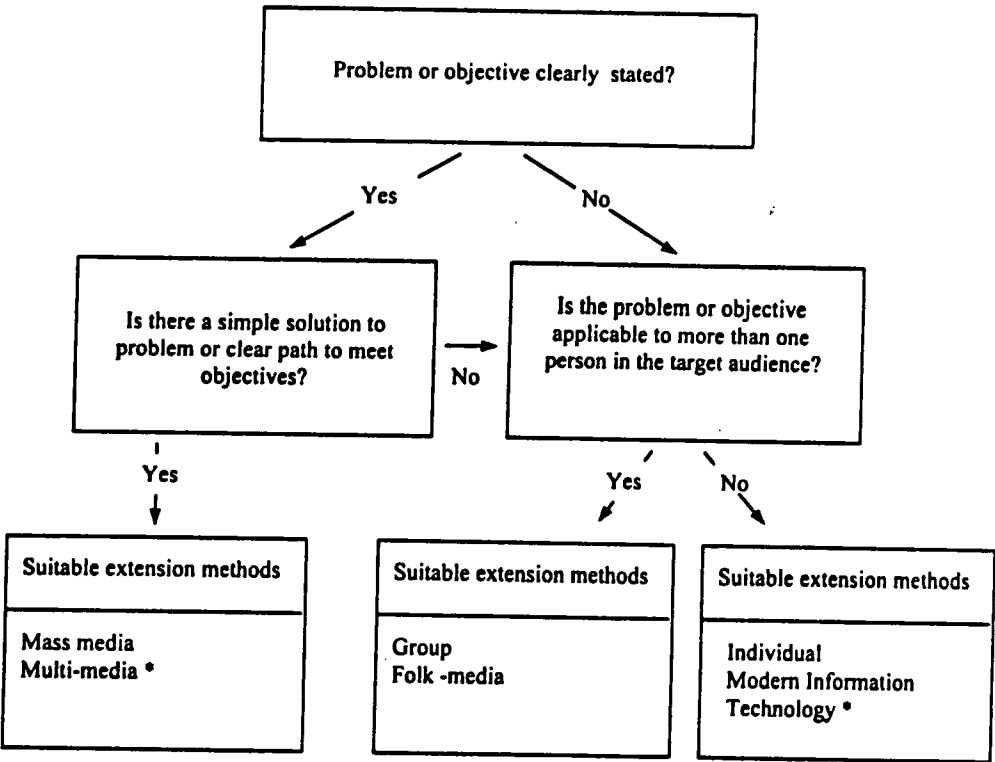 Problem or objective clearly stated?
Yes
No
Is there a simple solution to
problem or clear path to meet
objectives?
No
Is the problem or objective
applicable to more than one
person in the target audience?
Yes
Yes
No
Suitable extension methods
Mass media
Multi-media *
Suitable extension methods
Group
Folk -media
Suitable extension methods
Individual
Modern Information
Technology *